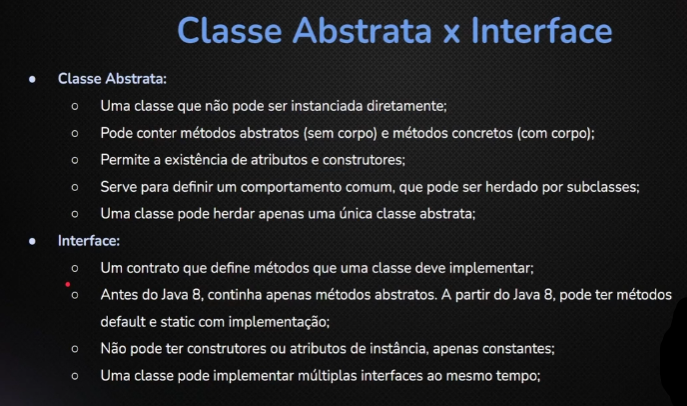 Classe Abstrata x Interface
● Classe Abstrata:
○ Uma classe que não pode ser instanciada diretamente;
○ Pode conter métodos abstratos (sem corpo) e métodos concretos (com corpo);
○ Permite a existência de atributos e construtores;
○ Serve para definir um comportamento comum, que pode ser herdado por subclasses;
○ Uma classe pode herdar apenas uma única classe abstrata;
● Interface:
○ Um contrato que define métodos que uma classe deve implementar;
○ Antes do Java 8, continha apenas métodos abstratos. A partir do Java 8, pode ter métodos
default e static com implementação;
○ Não pode ter construtores ou atributos de instância, apenas constantes;
○ Uma classe pode implementar múltiplas interfaces ao mesmo tempo;